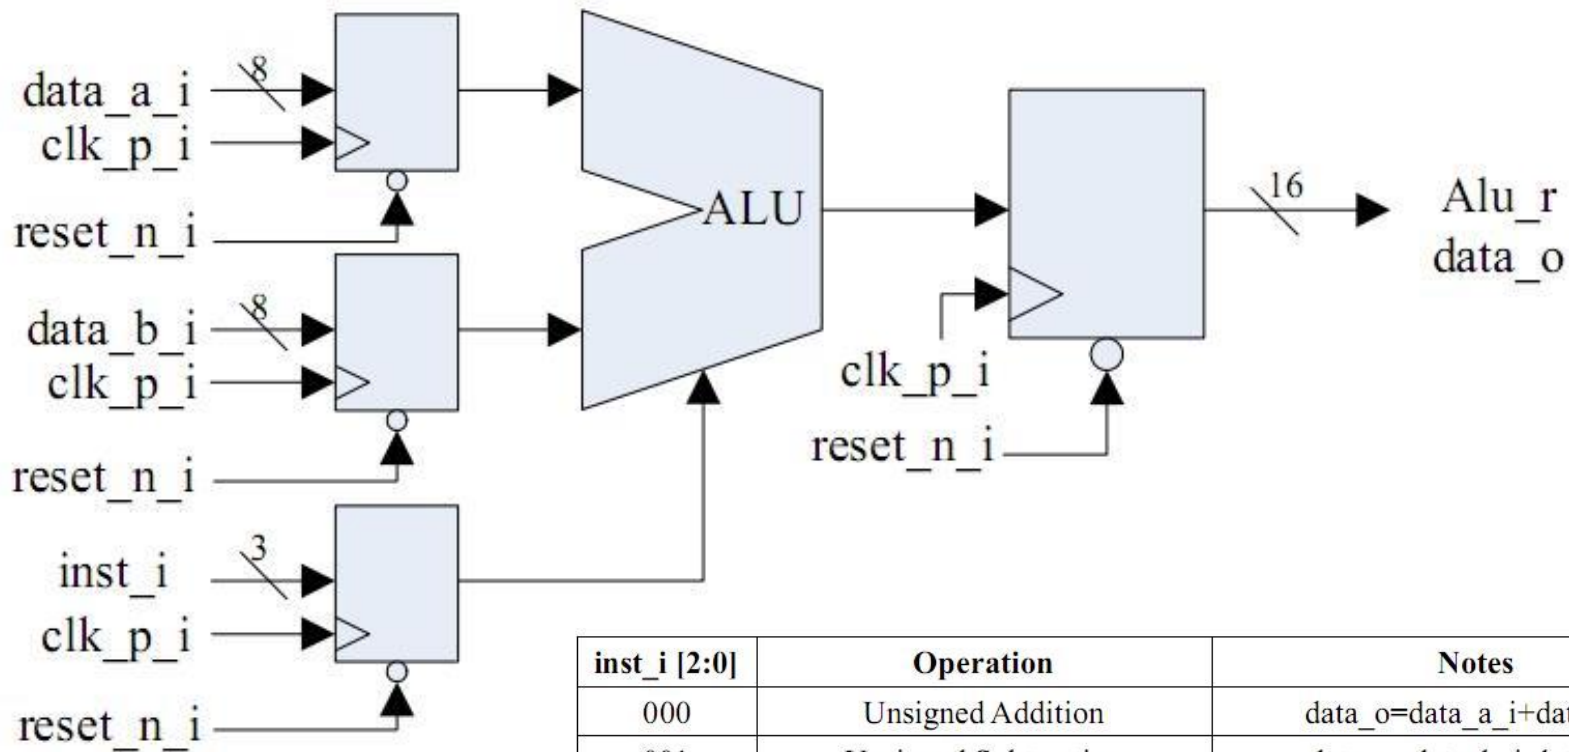 data_a_i
8
clk_p_i
reset_n_i
data_b_i
8
clk_p_i
reset_n_i
inst_i
3
clk_p_i
reset_n_i
ALU
clk_p_i
reset_n_i
16
Alu_r
data_o
inst_i [2:0] Operation Notes
000 Unsigned Addition data_o=data_a_i+dat